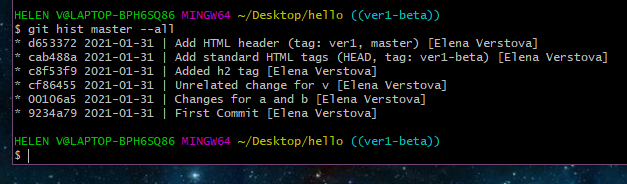 HELEN V@LAPTOP-BPH6SQ86 MINGW64 ~/Desktop/hello ((ver1-beta))
$ git hist master --all
* d653372 2021-01-31 | Add HTML header (tag: ver1, master) [Elena Verstova]
* cab488a 2021-01-31 | Add standard HTML tags (HEAD, tag: ver1-beta) [Elena Verstova]
* c8f53f9 2021-01-31 | Added h2 tag [Elena Verstova]
* cf86455 2021-01-31 | Unrelated change for v [Elena Verstova]
* 00106a5 2021-01-31 | Changes for a and b [Elena Verstova]
* 9234a79 2021-01-31 | First Commit [Elena Verstova]
HELEN V@LAPTOP-BPH6SQ86 MINGW64 ~/Desktop/hello ((ver1-beta))
$